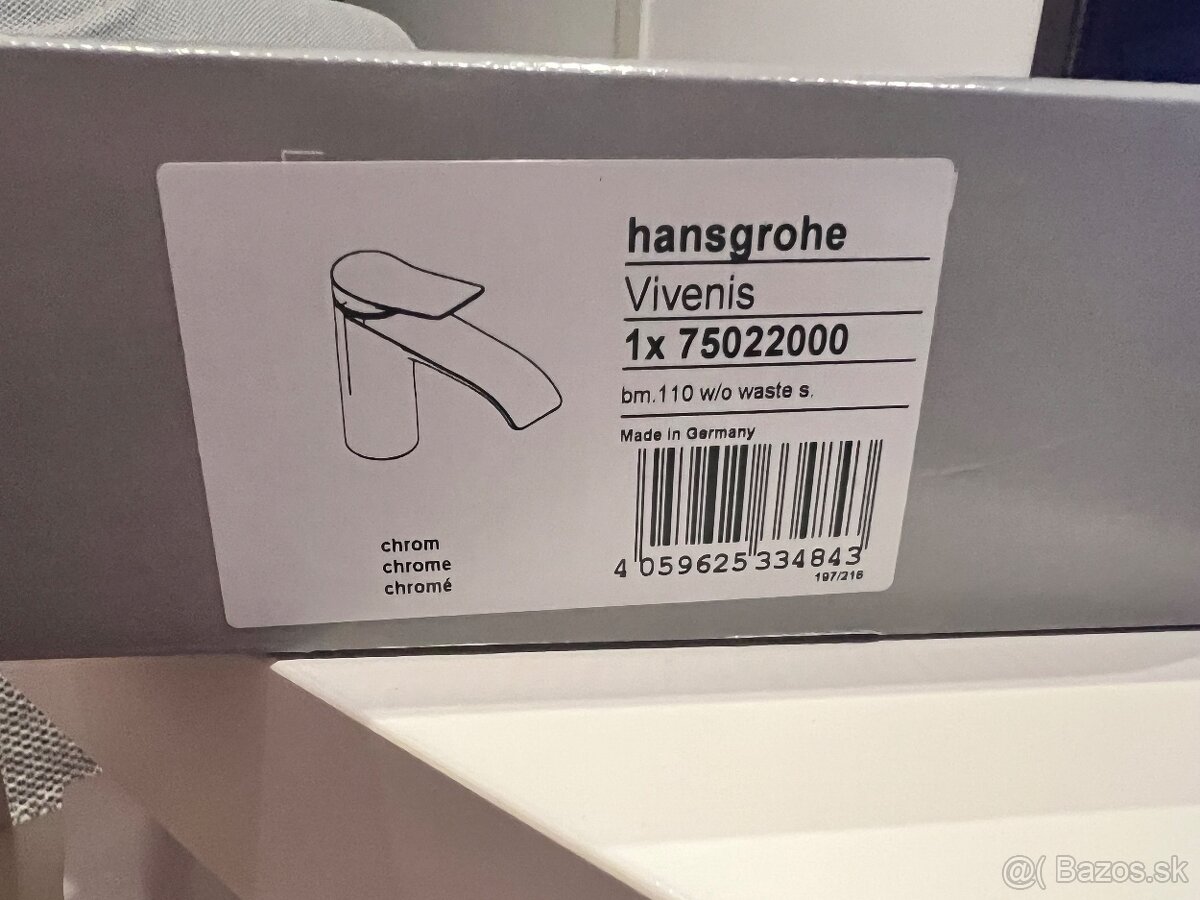 hansgrohe
Vivenis
1x 75022000
bm.110 w/o waste s.
Made in Germany
4 059625 334843
197/216
chrom
chrome
chromé
@( Bazos.sk